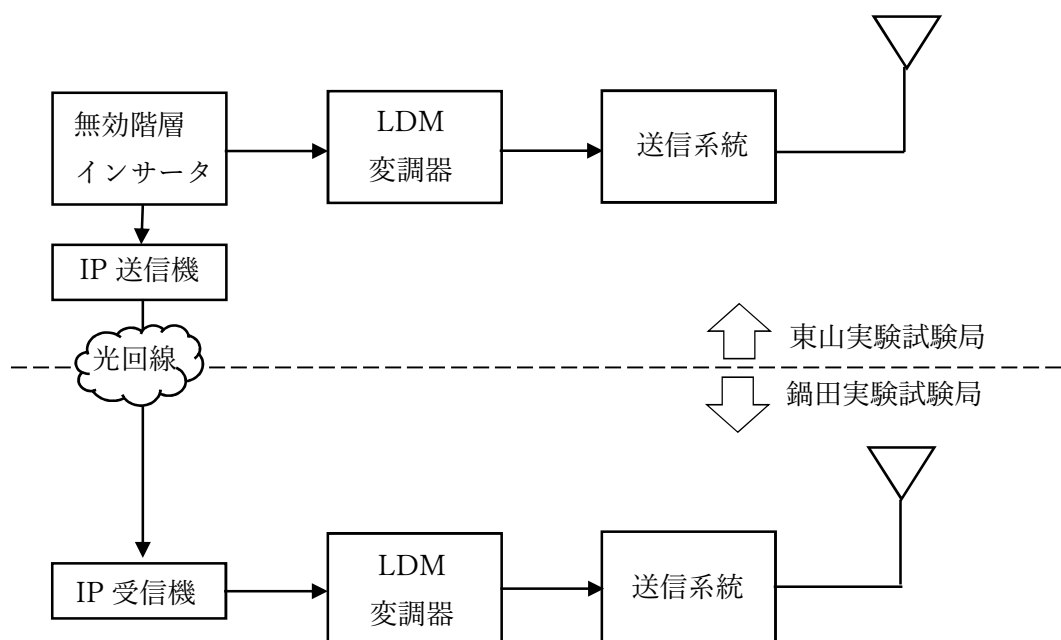 無効階層
インサータ
LDM
変調器
送信系統
IP 送信機
光回線
東山実験試験局
鍋田実験試験局
IP 受信機
LDM
変調器
送信系統